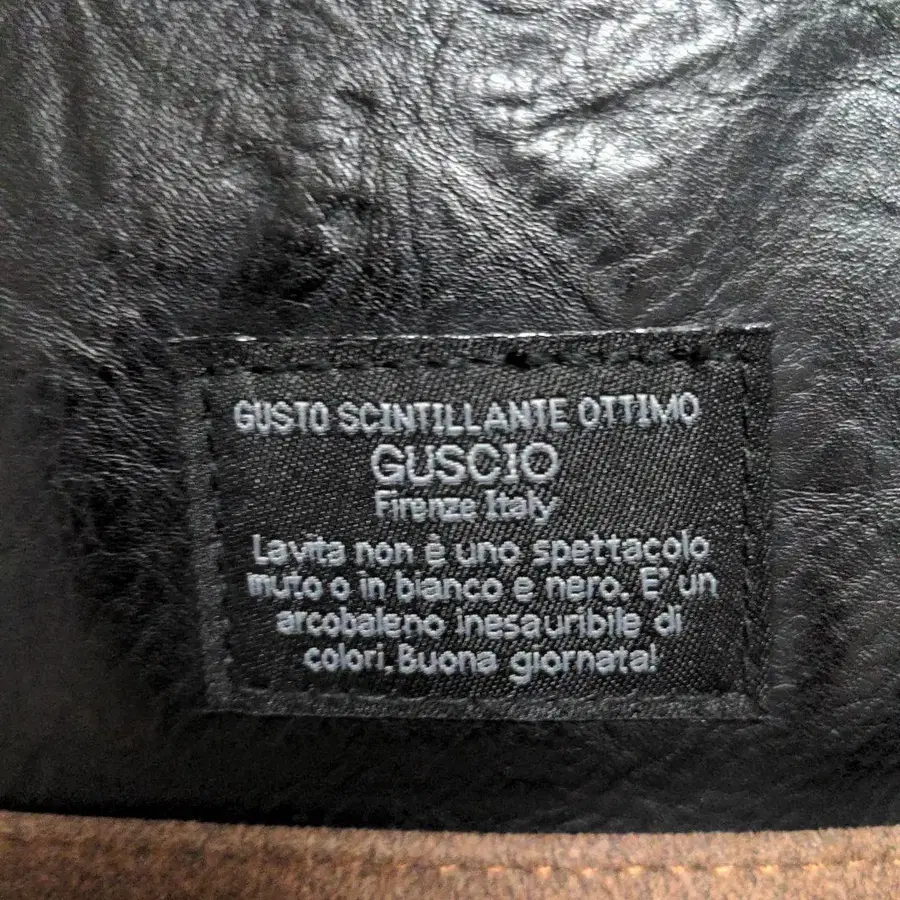 GUSTO SCINTILLANTE OTTIMO
GUSCIO
Firenze Italy
La vita non è uno spettacolo
muto o in bianco e nero. E' un
arcobaleno inesauribile di
colori. Buona giornata!